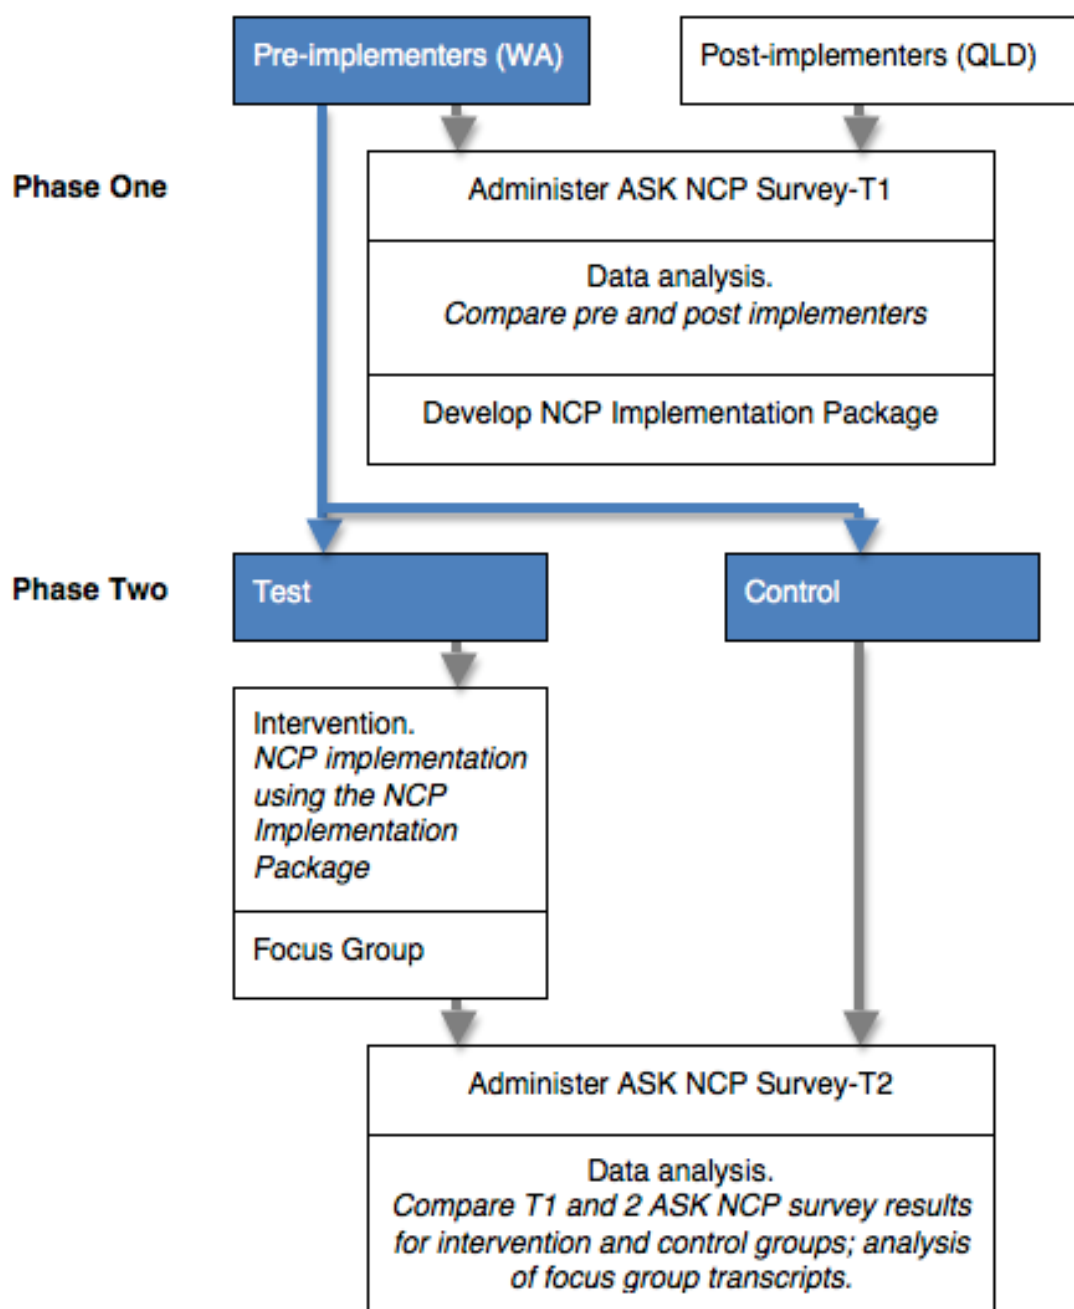 Pre-implementers (WA)
Post-implementers (QLD)
Phase One
Administer ASK NCP Survey-T1
Data analysis.
Compare pre and post implementers
Develop NCP Implementation Package
Phase Two
Test
Control
Intervention.
NCP implementation
using the NCP
Implementation
Package
Focus Group
Administer ASK NCP Survey-T2
Data analysis.
Compare T1 and 2 ASK NCP survey results
for intervention and control groups; analysis
of focus group transcripts.